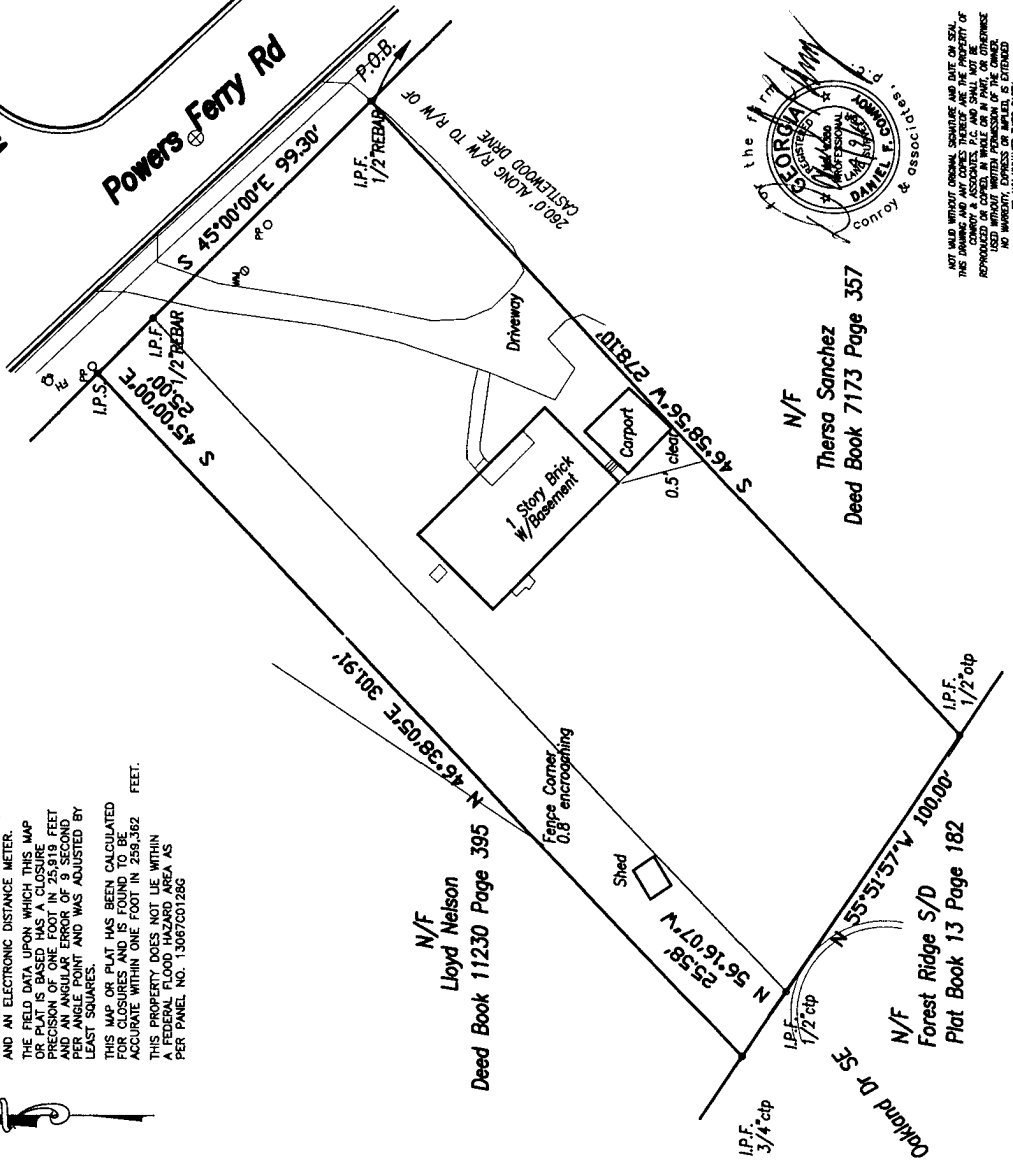 AND AN ELECTRONIC DISTANCE METER.
THE FIELD DATA UPON WHICH THIS MAP
OR PLAT IS BASED HAS A CLOSURE
PRECISION OF ONE FOOT IN 25,919 FEET
AND AN ANGULAR ERROR OF 9 SECOND
PER ANGLE POINT AND WAS ADJUSTED BY
LEAST SQUARES.
THIS MAP OR PLAT HAS BEEN CALCULATED
FOR CLOSURES AND IS FOUND TO BE
ACCURATE WITHIN ONE FOOT IN 259,362 FEET.
THIS PROPERTY DOES NOT LIE WITHIN
A FEDERAL FLOOD HAZARD AREA AS
PER PANEL NO. 13067C0128G
Powers Ferry Rd
P.O.B.
S 45°00'00"E 99.30'
I.P.F.
1/2"REBAR
260.0' ALONG R/W TO R/W OF
CASTLEWOOD DRIVE
PP
WM
FH
PP
I.P.S.
I.P.F.
1/2"REBAR
S 45°00'00"E
25.00'
Driveway
S 46°58'56"W 278.10'
Carport
0.5' clear
1 Story Brick
W/Basement
N 46°38'05"E 301.91'
Fence Corner
0.8' encroaching
Shed
N/F
Lloyd Nelson
Deed Book 11230 Page 395
N/F
Thersa Sanchez
Deed Book 7173 Page 357
N 56°16'07"W
25.58'
N 55°51'57"W 100.00'
I.P.F.
1/2"otp
I.P.F.
1/2"ctp
I.P.F.
3/4"ctp
N/F
Forest Ridge S/D
Plat Book 13 Page 182
Oakland Dr SE
For the firm
conroy & associates, p.c.
GEORGIA
REGISTERED
PROFESSIONAL
LAND SURVEYOR
DANIEL F. CONROY
NOT VALID WITHOUT ORIGINAL SIGNATURE AND DATE ON SEAL.
THIS DRAWING AND ANY COPIES THEREOF ARE THE PROPERTY OF
CONROY & ASSOCIATES, P.C. AND SHALL NOT BE
REPRODUCED OR COPIED, IN WHOLE OR IN PART, OR OTHERWISE
USED WITHOUT WRITTEN PERMISSION OF THE OWNER.
NO WARRENTY, EXPRESS OR IMPLIED, IS EXTENDED